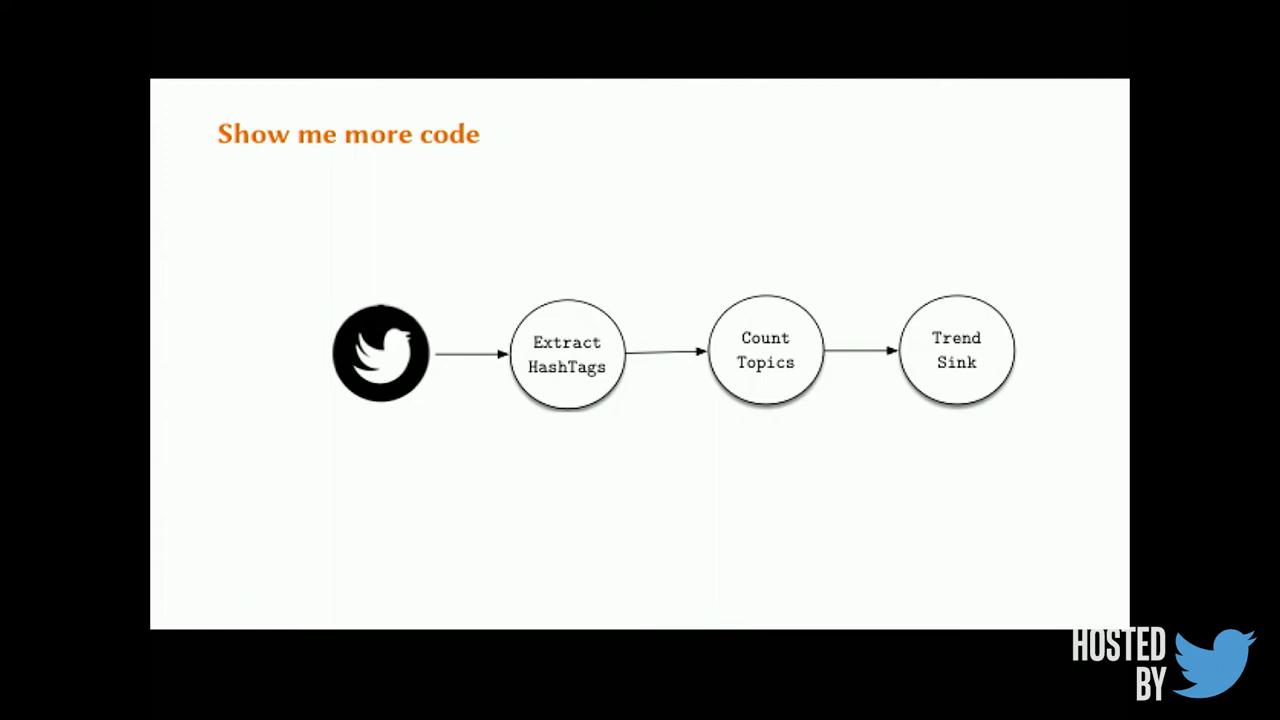 Show me more code
Extract
HashTags
Count
Topics
Trend
Sink
HOSTED
BY